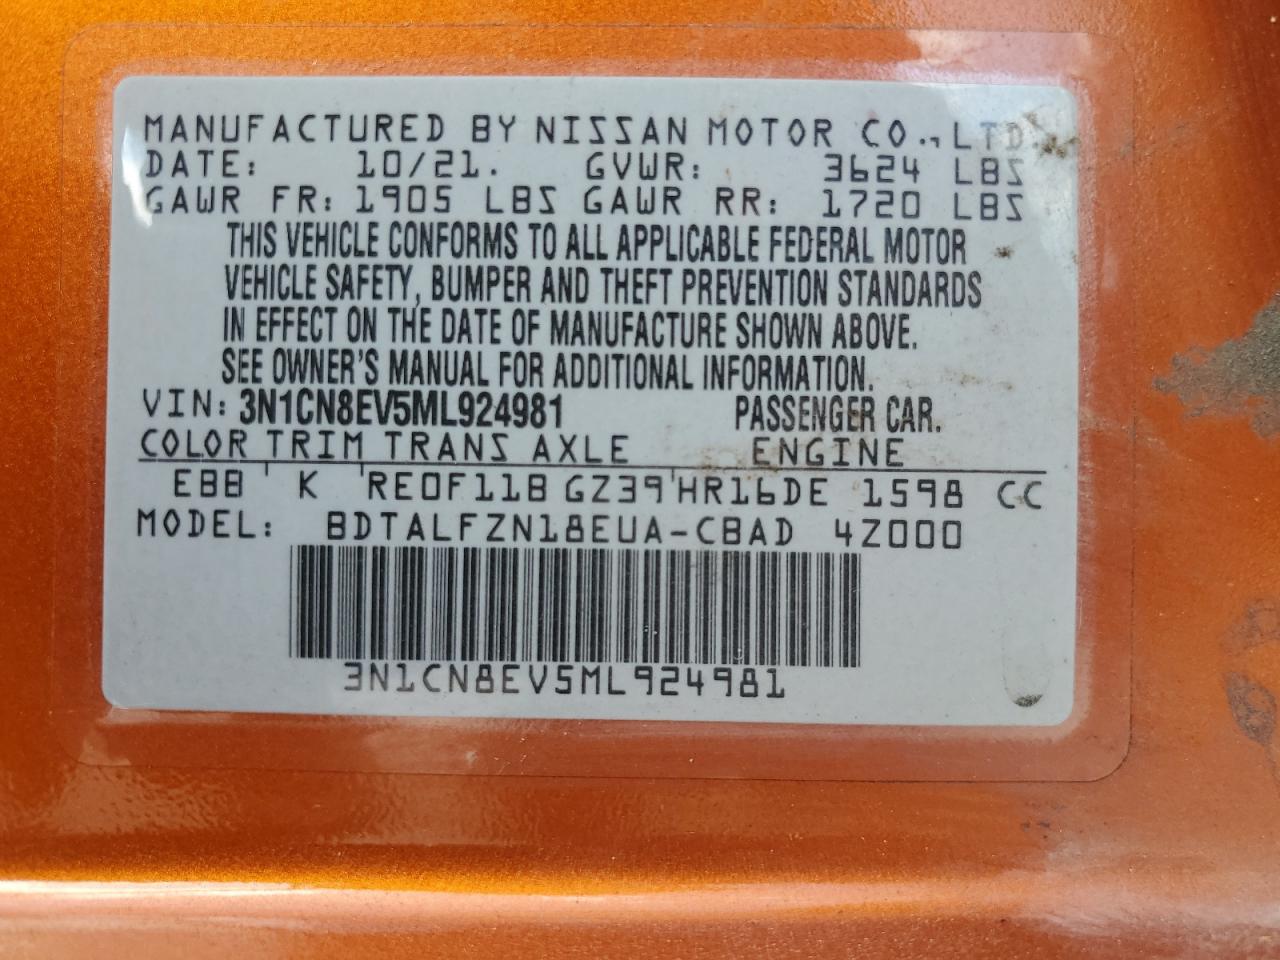 MANUFACTURED BY NISSAN MOTOR CO., LTD.
DATE: 10/21. GVWR: 3624 LBS
GAWR FR: 1905 LBS GAWR RR: 1720 LBS
THIS VEHICLE CONFORMS TO ALL APPLICABLE FEDERAL MOTOR
VEHICLE SAFETY, BUMPER AND THEFT PREVENTION STANDARDS
IN EFFECT ON THE DATE OF MANUFACTURE SHOWN ABOVE.
SEE OWNER'S MANUAL FOR ADDITIONAL INFORMATION.
VIN: 3N1CN8EV5ML924981 PASSENGER CAR.
COLOR TRIM TRANS AXLE ENGINE
EBB K RE0F11B GZ39 HR16DE 1598 CC
MODEL: BDTALFZN18EUA-CBAD 4Z000
3N1CN8EV5ML924981